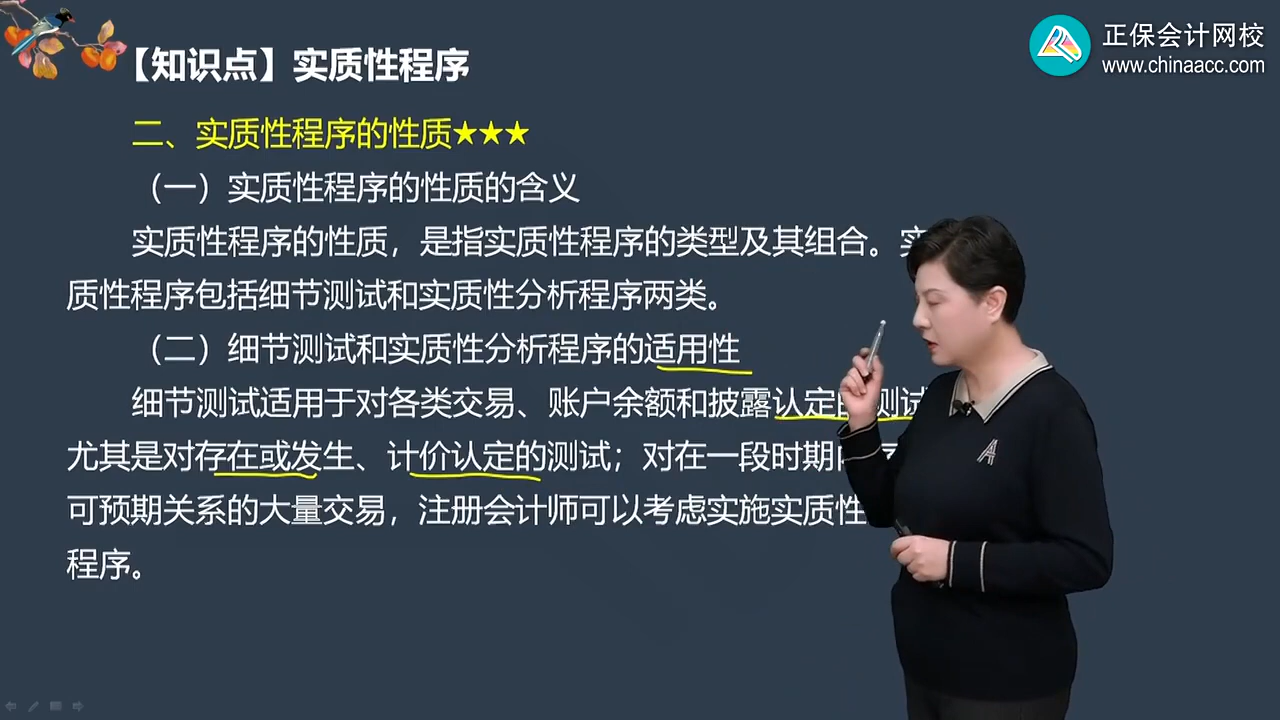 正保会计网校
www.chinaacc.com
【知识点】实质性程序
二、实质性程序的性质★★★
（一）实质性程序的性质的含义
实质性程序的性质，是指实质性程序的类型及其组合。实
质性程序包括细节测试和实质性分析程序两类。
（二）细节测试和实质性分析程序的适用性
细节测试适用于对各类交易、账户余额和披露认定的测试
尤其是对存在或发生、计价认定的测试；对在一段时期
可预期关系的大量交易，注册会计师可以考虑实施实质性
程序。
A